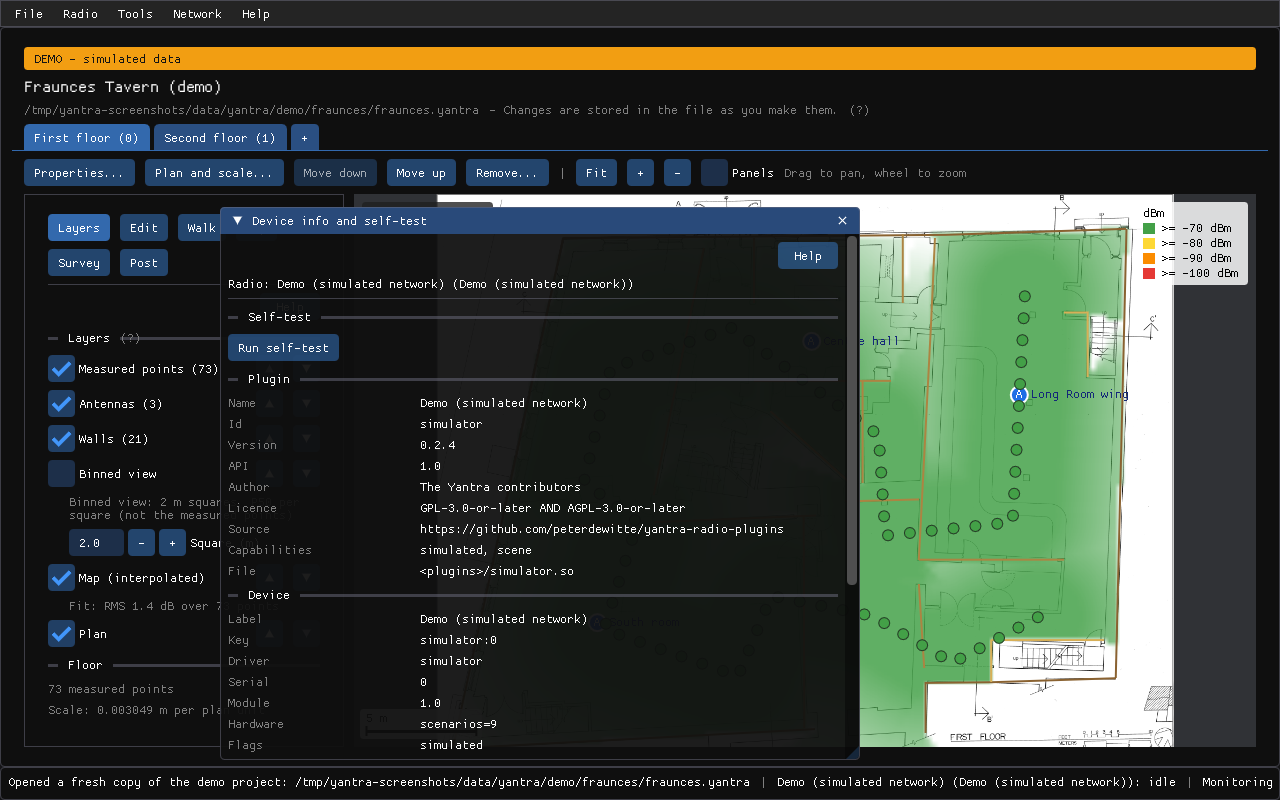 File Radio Tools Network Help
DEMO - simulated data
Fraunces Tavern (demo)
/tmp/yantra-screenshots/data/yantra/demo/fraunces/fraunces.yantra - Changes are stored in the file as you make them. (?)
First floor (0) Second floor (1) +
Properties... Plan and scale... Move down Move up Remove... | Fit + - Panels Drag to pan, wheel to zoom
Layers Edit Walk
Survey Post
Layers (?)
Measured points (73)
Antennas (3)
Walls (21)
Binned view
Binned view: 2 m squar
square (not the measur
2.0 - + Squar
Map (interpolated)
Fit: RMS 1.4 dB over 7
Plan
Floor
73 measured points
Scale: 0.003049 m per pla
Device info and self-test
Help
Radio: Demo (simulated network) (Demo (simulated network))
Self-test
Run self-test
Plugin
Name Demo (simulated network)
Id simulator
Version 0.2.4
API 1.0
Author The Yantra contributors
Licence GPL-3.0-or-later AND AGPL-3.0-or-later
Source https://github.com/peterdewitte/yantra-radio-plugins
Capabilities simulated, scene
File <plugins>/simulator.so
Device
Label Demo (simulated network)
Key simulator:0
Driver simulator
Serial 0
Module 1.0
Hardware scenarios=9
Flags simulated
dBm
>= -70 dBm
>= -80 dBm
>= -90 dBm
>= -100 dBm
A
B
C'
hall
A Long Room wing
5 m
B'
FIRST FLOOR
FEET
METERS
Opened a fresh copy of the demo project: /tmp/yantra-screenshots/data/yantra/demo/fraunces/fraunces.yantra | Demo (simulated network) (Demo (simulated network)): idle | Monitoring